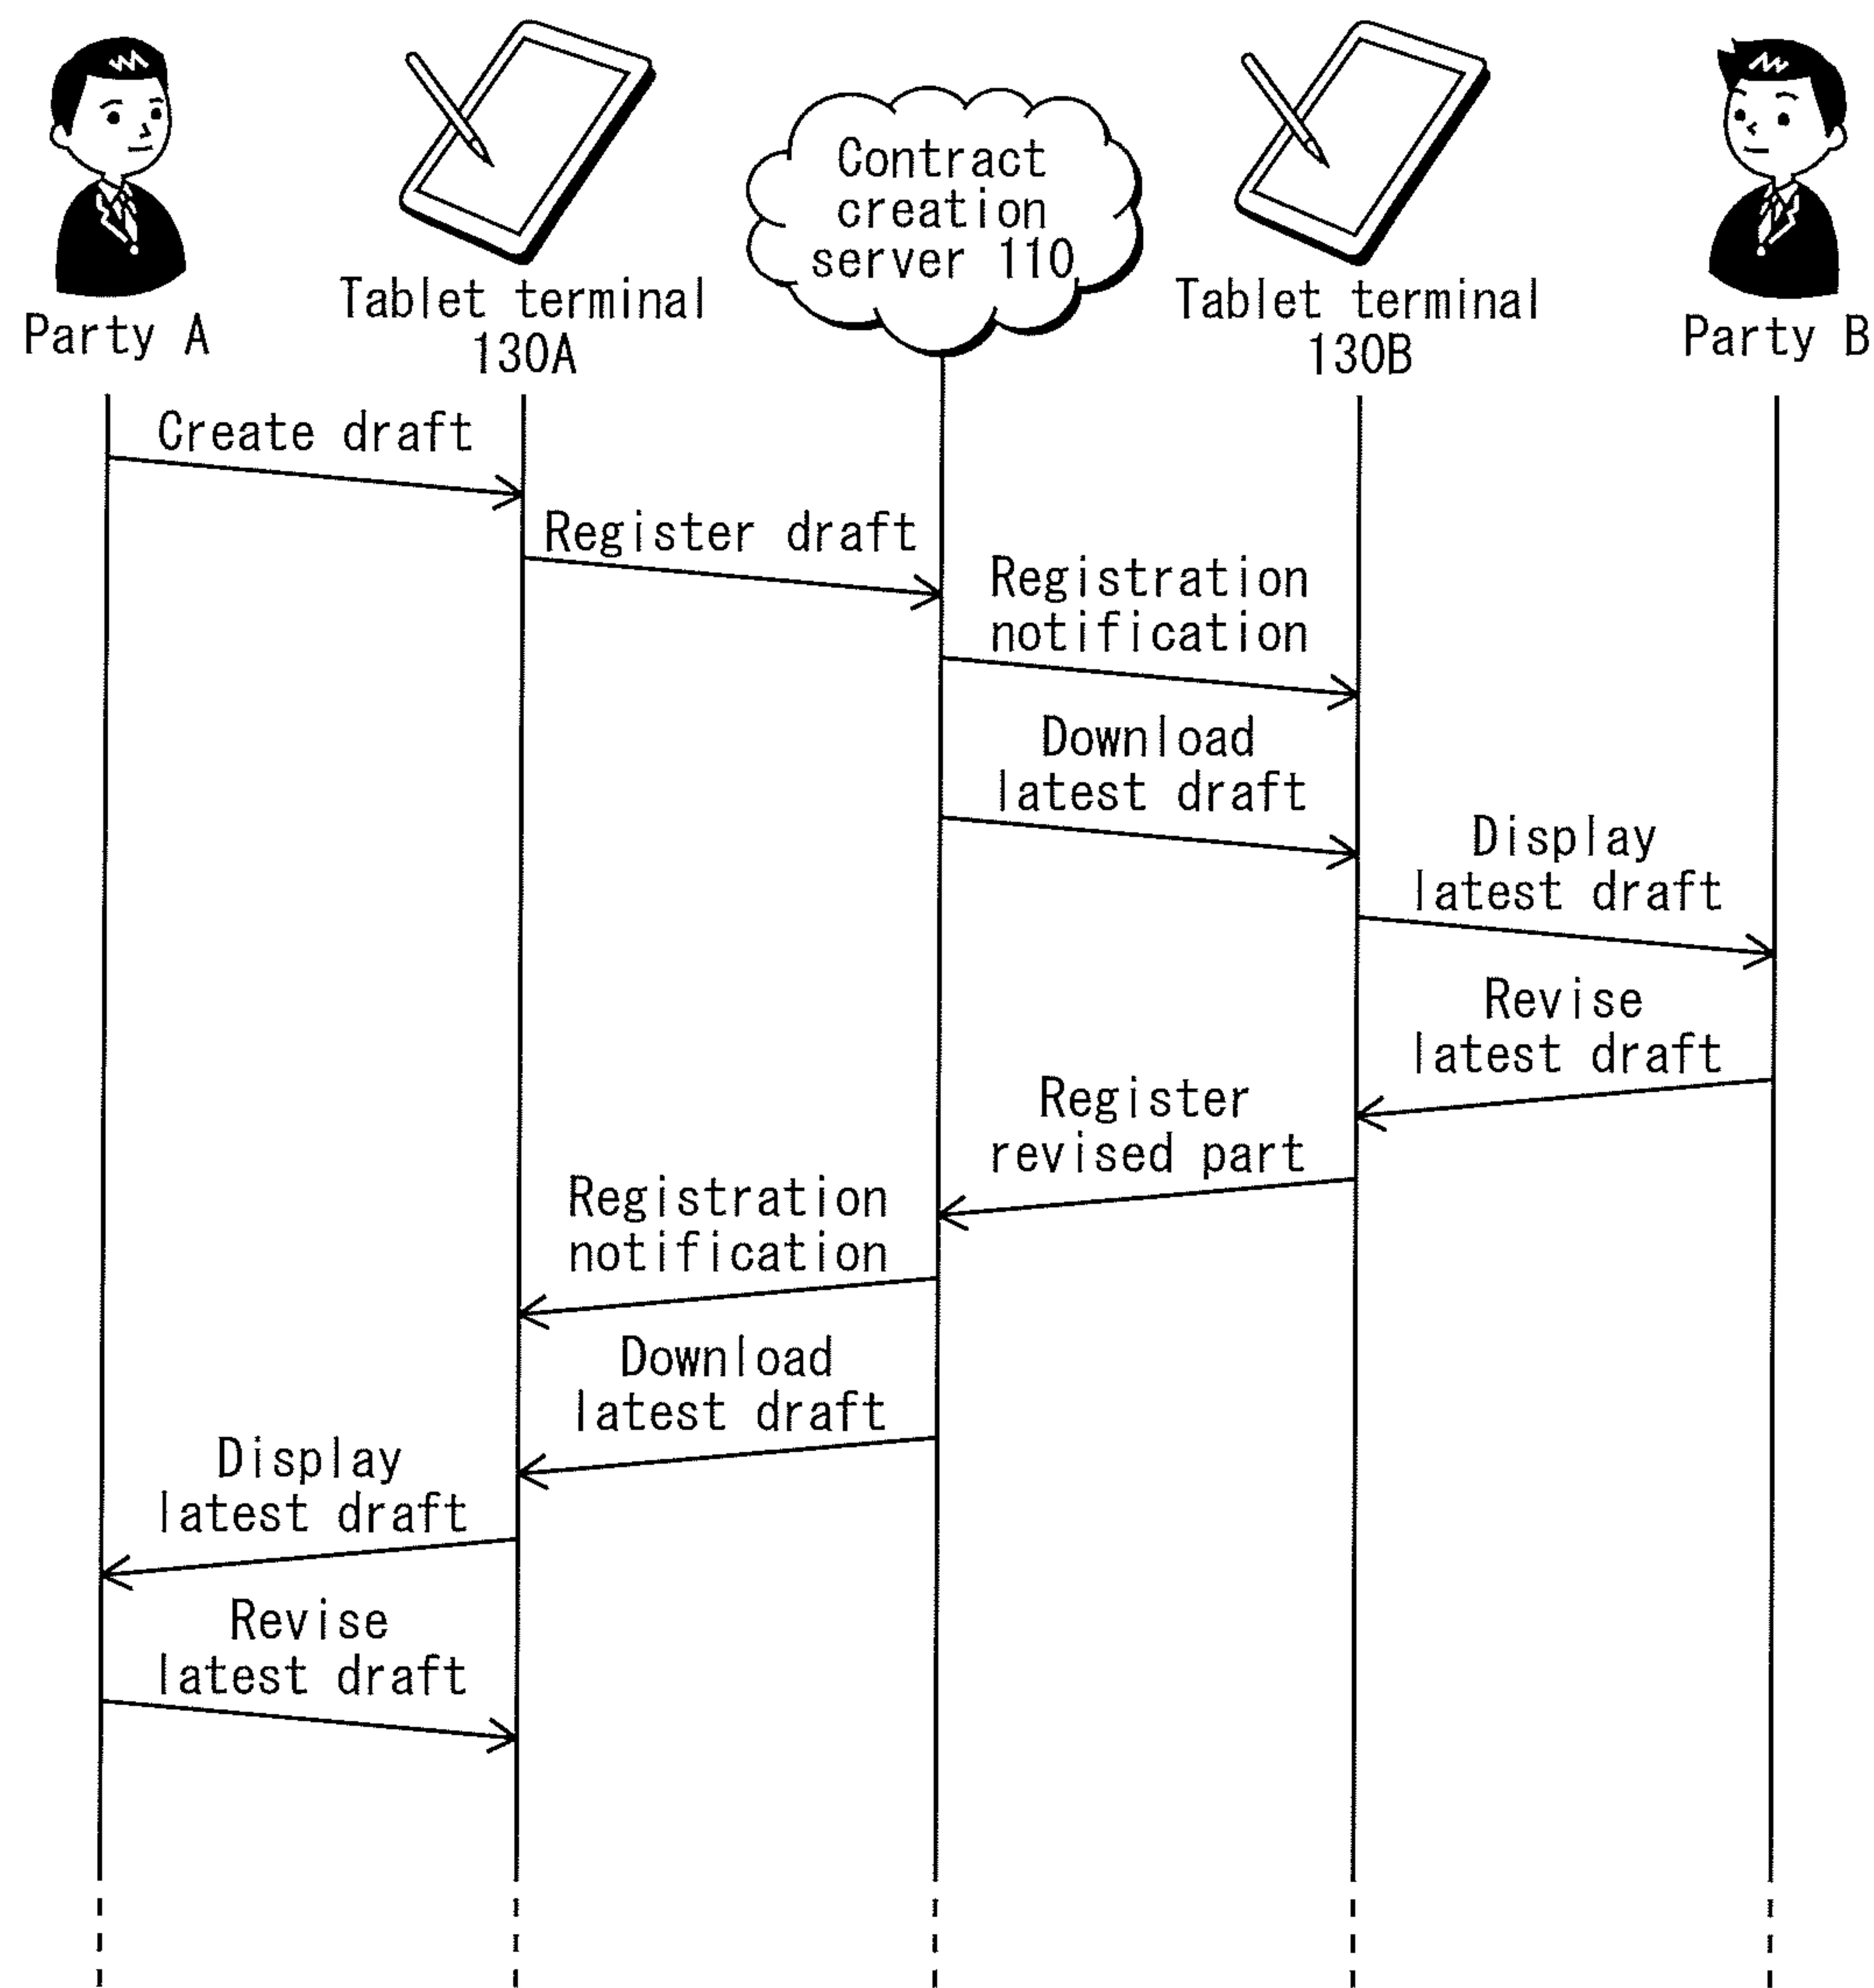 Contract
creation
server 110
Party A
Tablet terminal
130A
Tablet terminal
130B
Party B
Create draft
Register draft
Registration
notification
Download
latest draft
Display
latest draft
Revise
latest draft
Register
revised part
Registration
notification
Download
latest draft
Display
latest draft
Revise
latest draft